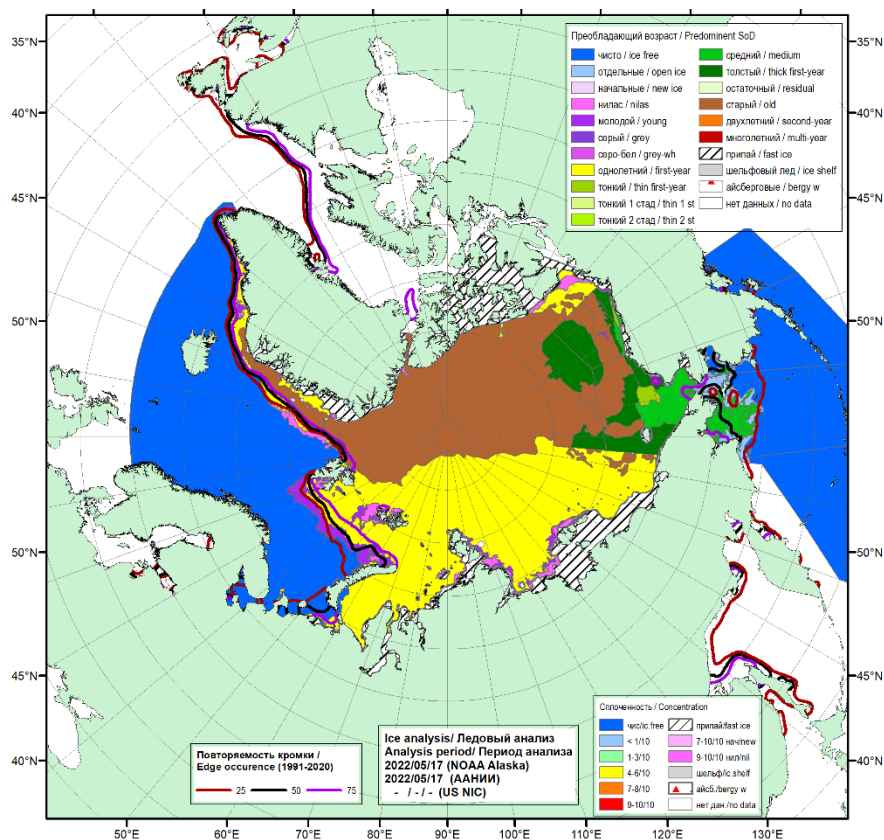 35°N
40°N
45°N
50°N
50°N
45°N
40°N
35°N
40°N
45°N
50°N
50°N
45°N
40°N
50°E
60°E
70°E
80°E
90°E
100°E
110°E
120°E
130°E
Преобладающий возраст / Predominent SoD
чисто / ice free
отдельные / open ice
начальные / new ice
нилас / nilas
молодой / young
серый / grey
серо-бел / grey-wh
однолетний / first-year
тонкий / thin first-year
тонкий 1 стад / thin 1 st
тонкий 2 стад / thin 2 st
средний / medium
толстый / thick first-year
остаточный / residual
старый / old
двухлетний / second-year
многолетний / multi-year
припай / fast ice
шельфовый лед / ice shelf
айсберговые / bergy w
нет данных / no data
Повторяемость кромки /
Edge occurence (1991-2020)
25 50 75
Ice analysis/ Ледовый анализ
Analysis period/ Период анализа
2022/05/17 (NOAA Alaska)
2022/05/17 (ААНИИ)
- / - / - (US NIC)
Сплоченность / Concentration
чис/ic.free
< 1/10
1-3/10
4-6/10
7-8/10
9-10/10
припай/fast ice
7-10/10 нач/new
9-10/10 нил/nil
шельф/ic.shelf
айсб./bergy w
нет дан./no data